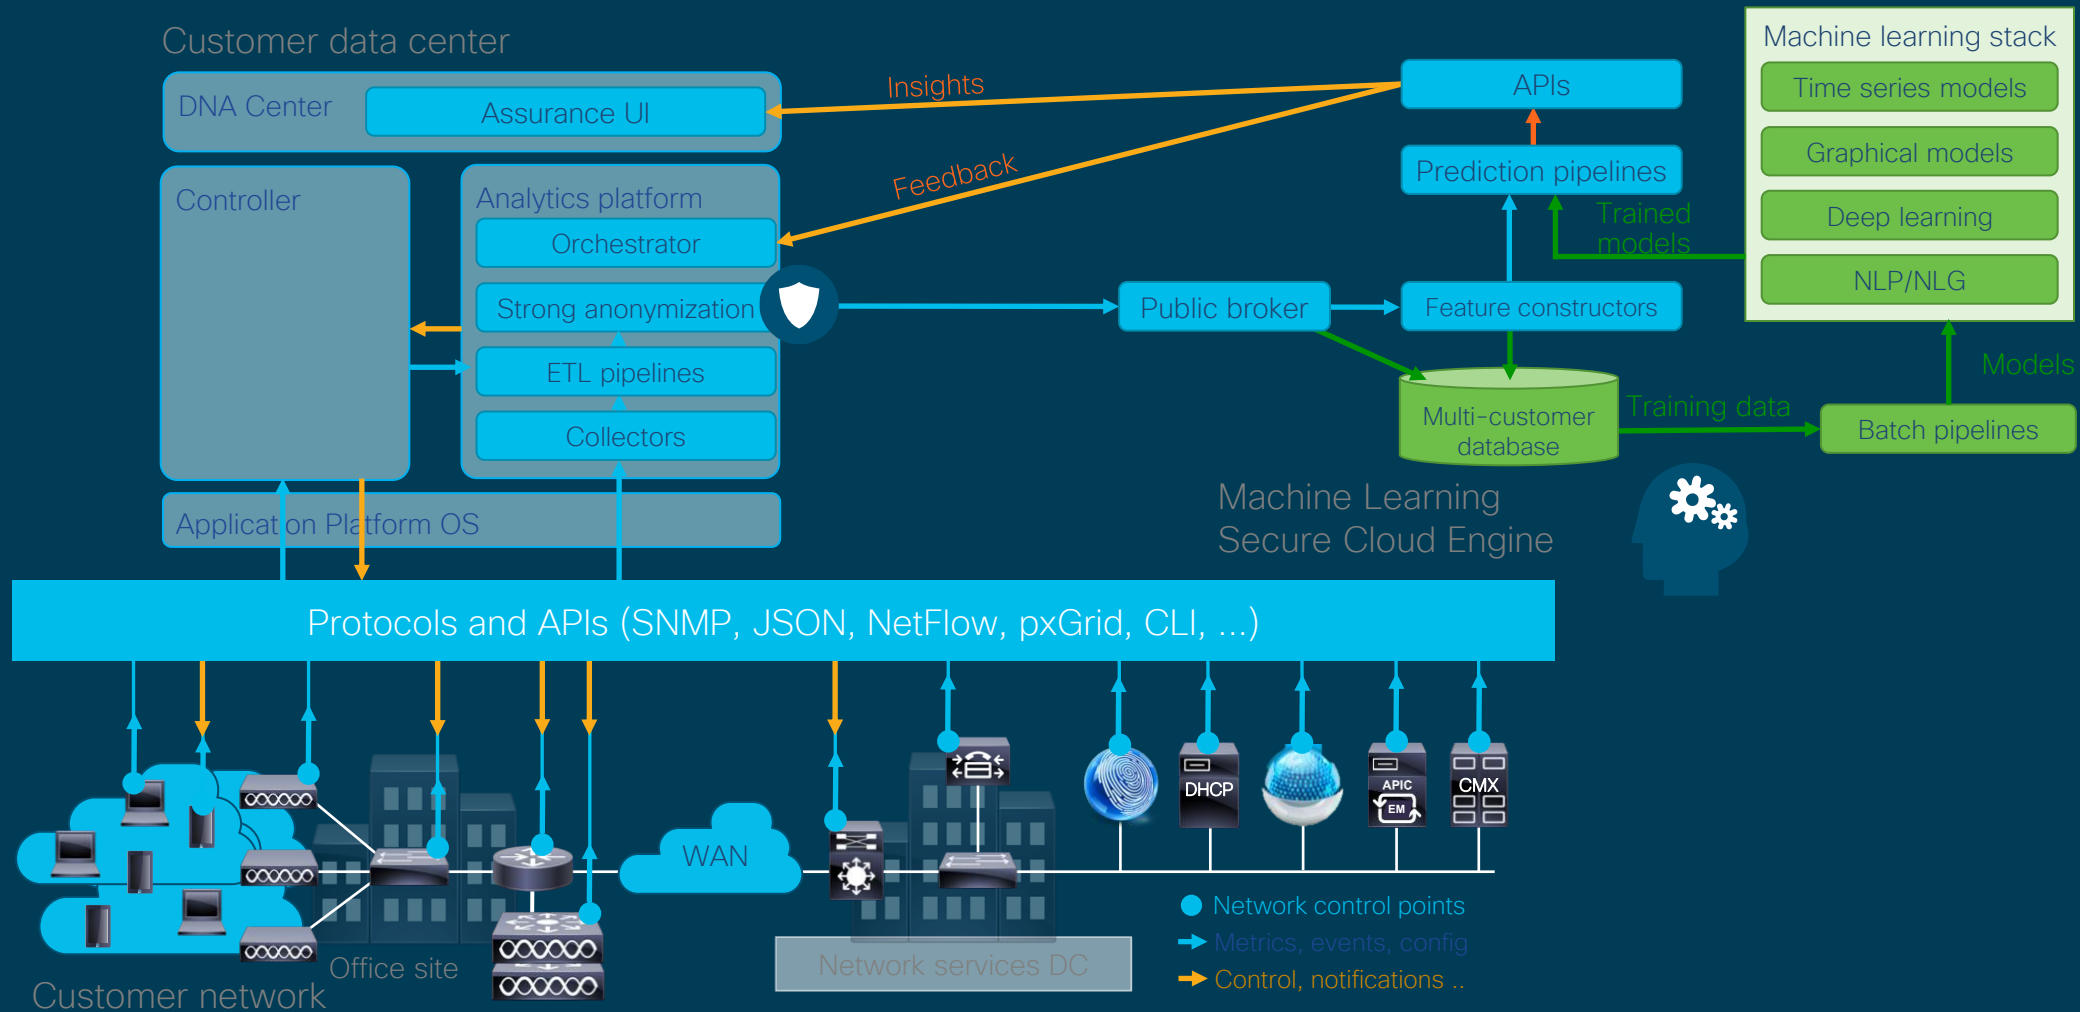 Customer data center
DNA Center
Assurance UI
Controller
Analytics platform
Orchestrator
Strong anonymization
ETL pipelines
Collectors
Application Platform OS
Insights
Feedback
APIs
Prediction pipelines
Trained
models
Public broker
Feature constructors
Multi-customer
database
Training data
Batch pipelines
Models
Machine learning stack
Time series models
Graphical models
Deep learning
NLP/NLG
Machine Learning
Secure Cloud Engine
Protocols and APIs (SNMP, JSON, NetFlow, pxGrid, CLI, ...)
DHCP
APIC
EM
CMX
WAN
Network control points
Metrics, events, config
Control, notifications ..
Office site
Network services DC
Customer network